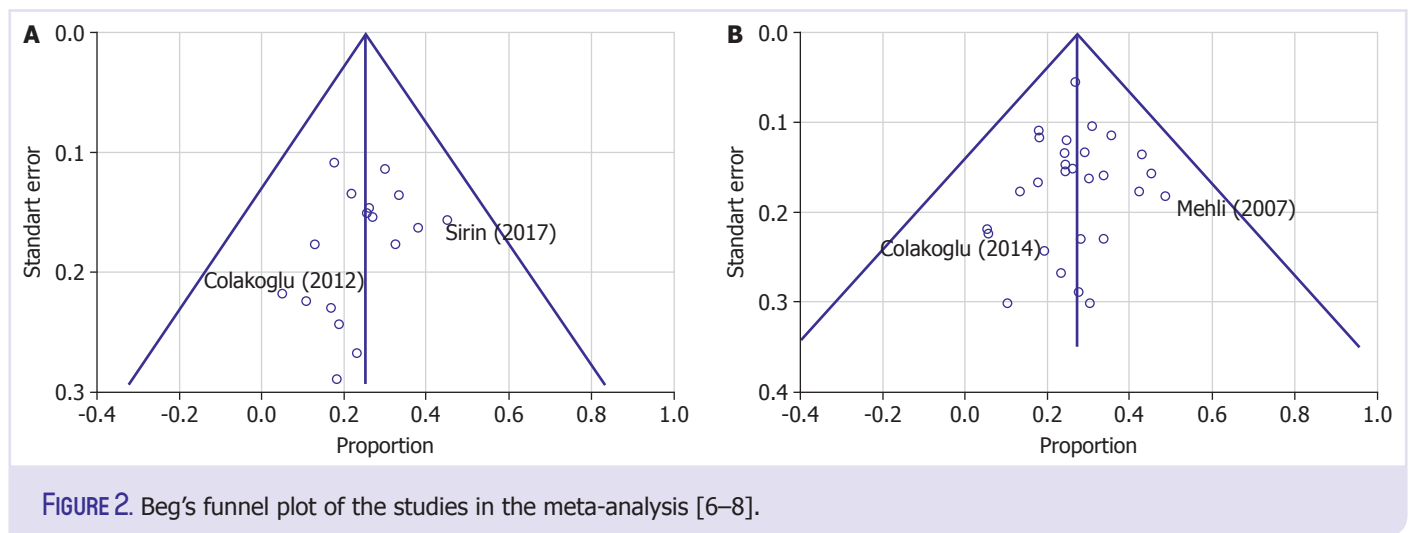 A
0.0
0.1
0.2
0.3
Standart error
Sirin (2017)
Colakoglu (2012)
-0.4 -0.2 0.0 0.2 0.4 0.6 0.8 1.0
Proportion
B
0.0
0.1
0.2
0.3
0.4
Standart error
Mehli (2007)
Colakoglu (2014)
-0.4 -0.2 0.0 0.2 0.4 0.6 0.8 1.0
Proportion
FIGURE 2. Beg’s funnel plot of the studies in the meta-analysis [6–8].